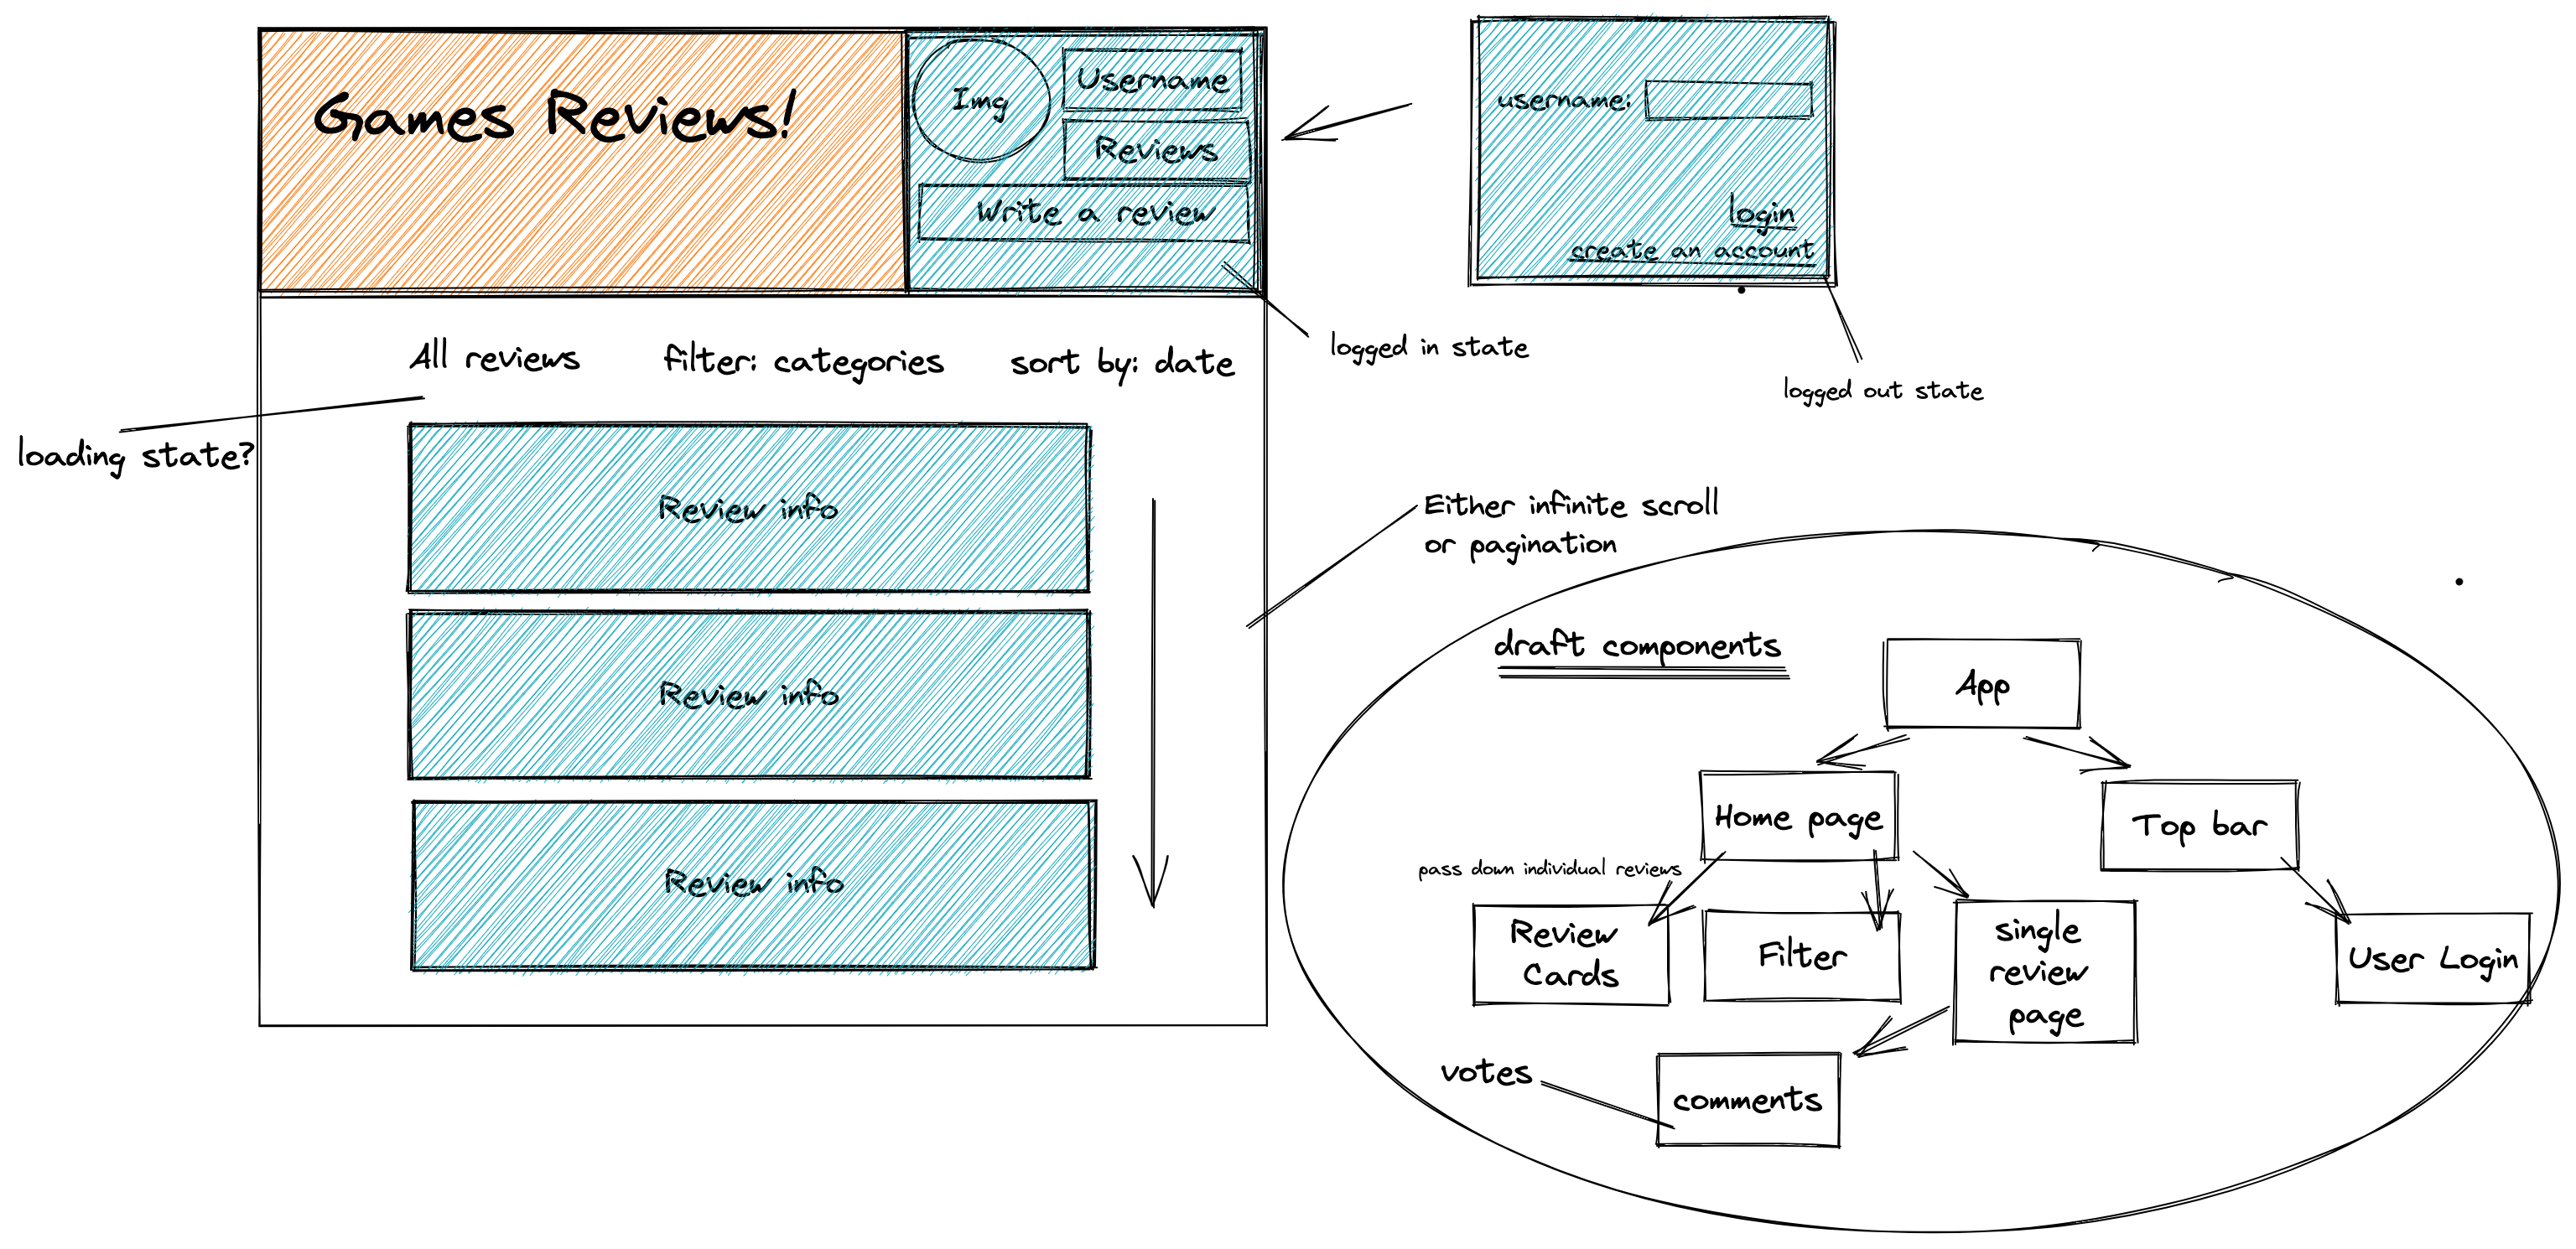 Games Reviews!
Img
Username
Reviews
Write a review
username:
login
create an account
logged in state
logged out state
All reviews
filter: categories
sort by: date
loading state?
Review info
Review info
Review info
Either infinite scroll
or pagination
draft components
App
Home page
Top bar
pass down individual reviews
Review
Cards
Filter
single
review
page
User Login
votes
comments